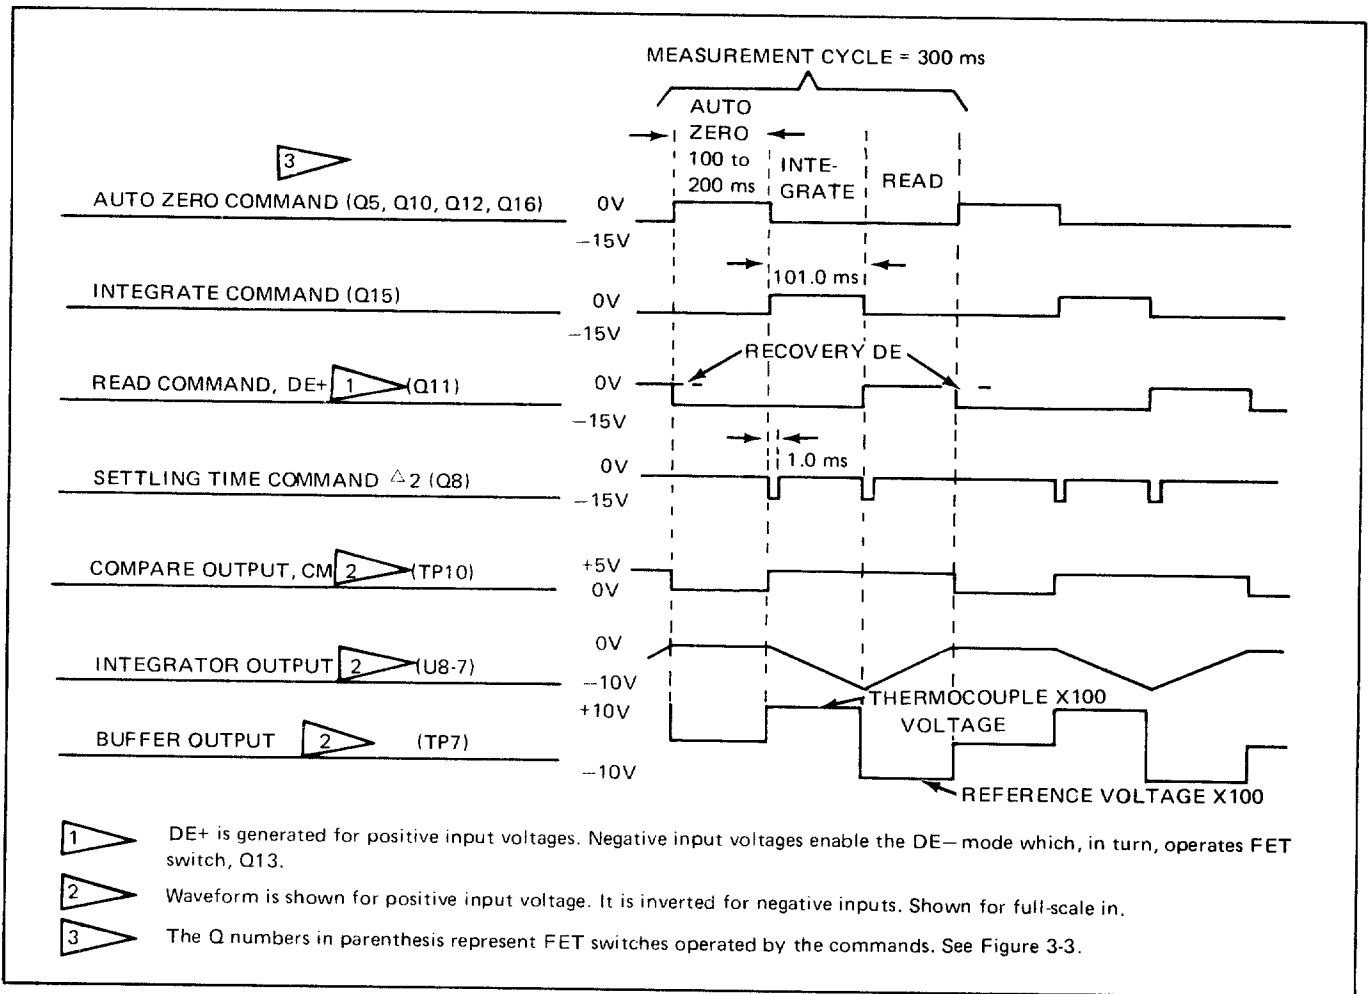 MEASUREMENT CYCLE = 300 ms
AUTO
ZERO
100 to
200 ms
INTE-
GRATE
READ
3
AUTO ZERO COMMAND (Q5, Q10, Q12, Q16)
0V
−15V
101.0 ms
INTEGRATE COMMAND (Q15)
0V
−15V
RECOVERY DE
READ COMMAND, DE+ 1 (Q11)
0V
−15V
1.0 ms
SETTLING TIME COMMAND △2 (Q8)
0V
−15V
COMPARE OUTPUT, CM 2 (TP10)
+5V
0V
INTEGRATOR OUTPUT 2 (U8-7)
0V
−10V
THERMOCOUPLE X100
VOLTAGE
BUFFER OUTPUT 2 (TP7)
+10V
−10V
REFERENCE VOLTAGE X100
1 DE+ is generated for positive input voltages. Negative input voltages enable the DE− mode which, in turn, operates FET
switch, Q13.
2 Waveform is shown for positive input voltage. It is inverted for negative inputs. Shown for full-scale in.
3 The Q numbers in parenthesis represent FET switches operated by the commands. See Figure 3-3.